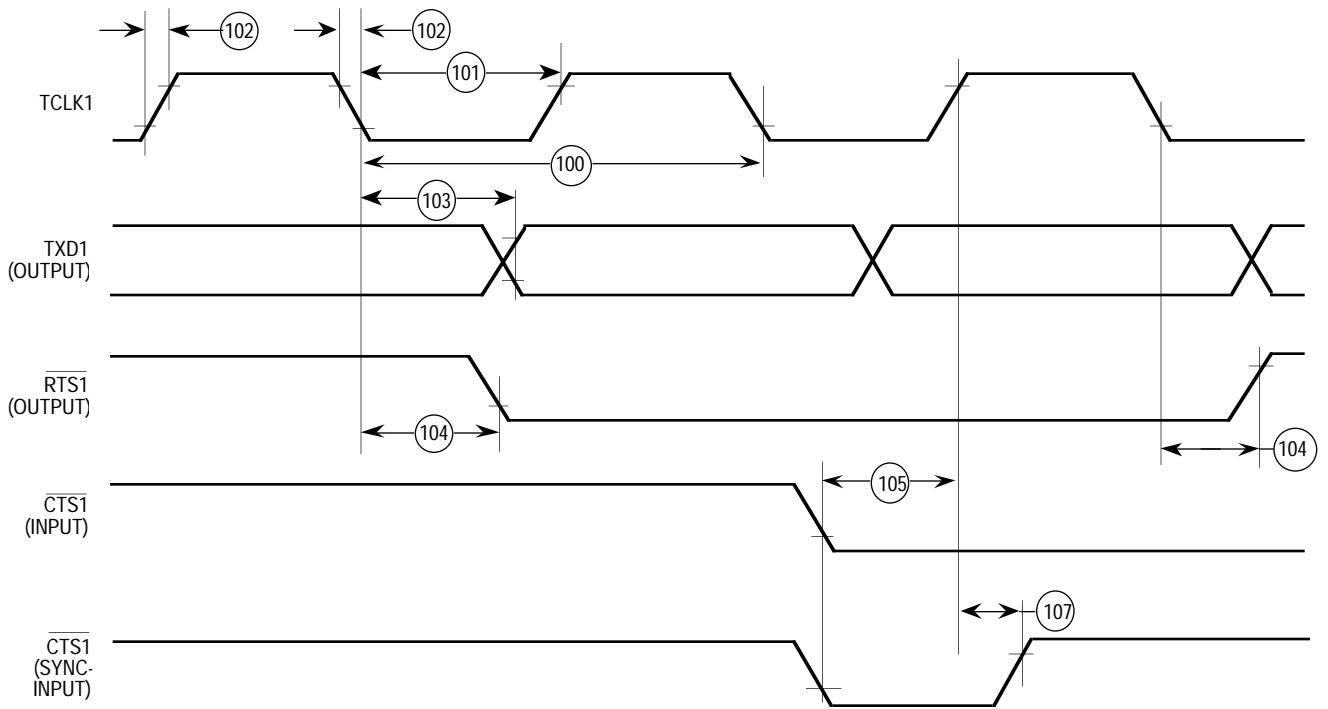 102
102
101
TCLK1
100
103
TXD1
(OUTPUT)
RTS1
(OUTPUT)
104
104
105
CTS1
(INPUT)
107
CTS1
(SYNC-
INPUT)